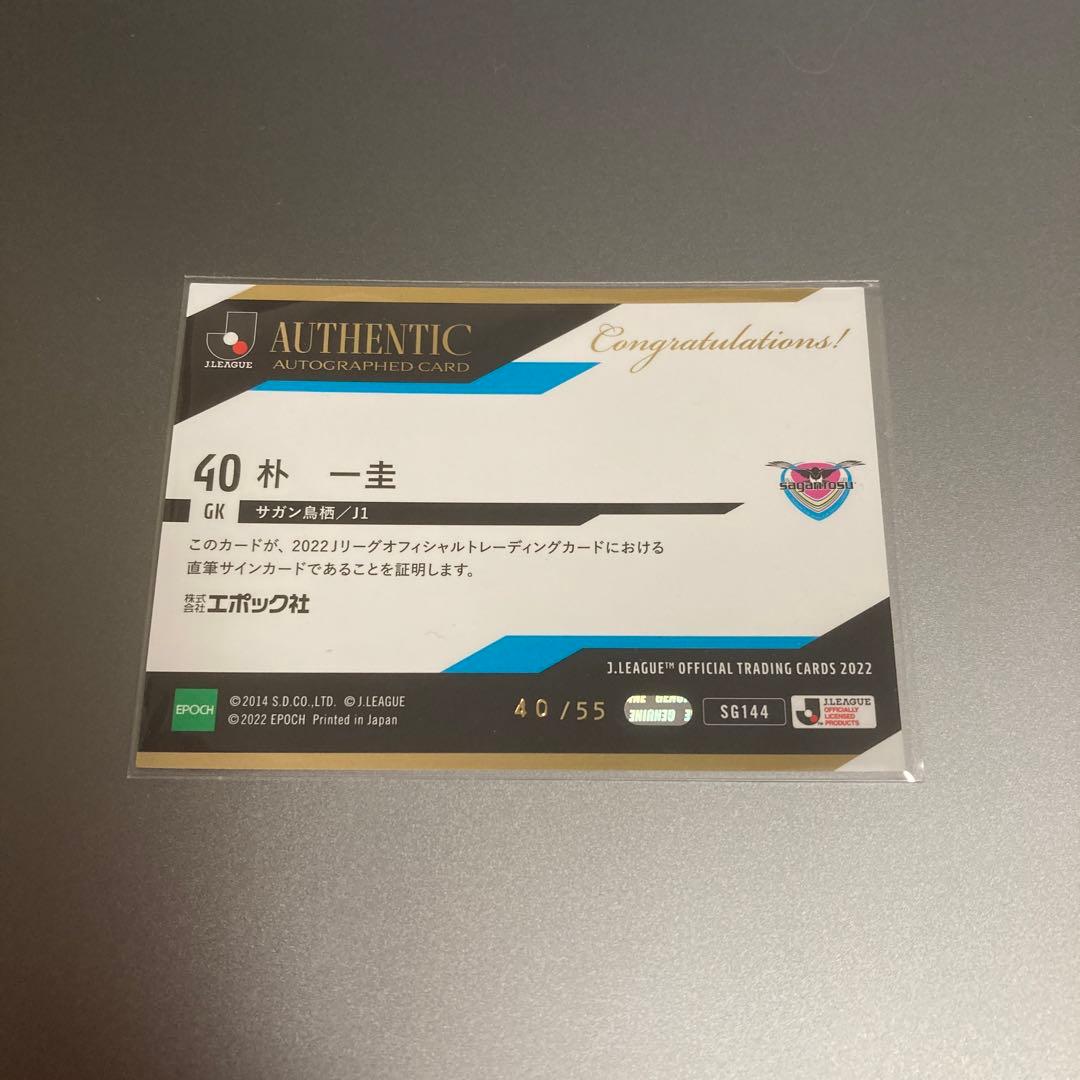 J.LEAGUE
AUTHENTIC
AUTOGRAPHED CARD
Congratulations!
40 朴 一圭
sagantosu
GK サガン鳥栖/J1
このカードが、2022Jリーグオフィシャルトレーディングカードにおける
直筆サインカードであることを証明します。
株式会社エポック社
J.LEAGUE™ OFFICIAL TRADING CARDS 2022
EPOCH
©2014 S.D.CO.,LTD. ©J.LEAGUE
©2022 EPOCH Printed in Japan
40/55
GENUINE
SG144
J.LEAGUE
OFFICIALLY
LICENSED
PRODUCTS